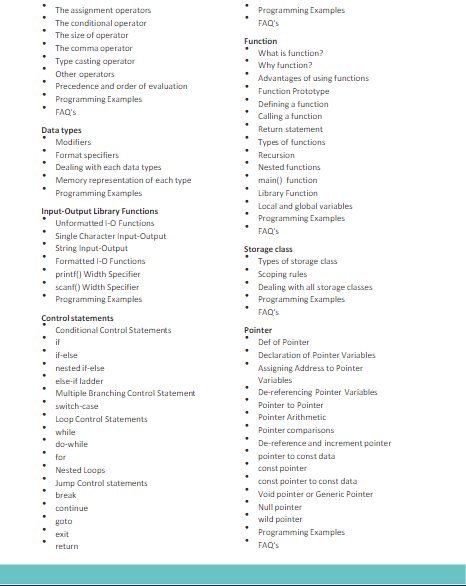 The assignment operators
The conditional operator
The size of operator
The comma operator
Type casting operator
Other operators
Precedence and order of evaluation
Programming Examples
FAQ's
Data types
Modifiers
Format specifiers
Dealing with each data types
Memory representation of each type
Programming Examples
Input-Output Library Functions
Unformatted I-O Functions
Single Character Input-Output
String Input-Output
Formatted I-O Functions
printf() Width Specifier
scanf() Width Specifier
Programming Examples
Control statements
Conditional Control Statements
if
if-else
nested if-else
else-if ladder
Multiple Branching Control Statement
switch-case
Loop Control Statements
while
do-while
for
Nested Loops
Jump Control statements
break
continue
goto
exit
return
Programming Examples
FAQ's
Function
What is function?
Why function?
Advantages of using functions
Function Prototype
Defining a function
Calling a function
Return statement
Types of functions
Recursion
Nested functions
main() function
Library Function
Local and global variables
Programming Examples
FAQ's
Storage class
Types of storage class
Scoping rules
Dealing with all storage classes
Programming Examples
FAQ's
Pointer
Def of Pointer
Declaration of Pointer Variables
Assigning Address to Pointer
Variables
De-referencing Pointer Variables
Pointer to Pointer
Pointer Arithmetic
Pointer comparisons
De-reference and increment pointer
pointer to const data
const pointer
const pointer to const data
Void pointer or Generic Pointer
Null pointer
wild pointer
Programming Examples
FAQ's